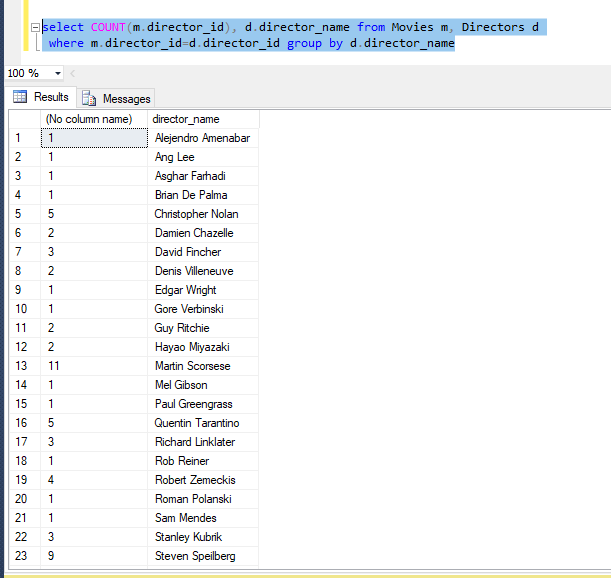 select COUNT(m.director_id), d.director_name from Movies m, Directors d
where m.director_id=d.director_id group by d.director_name
100 %
Results Messages
(No column name) director_name
1 1 Alejandro Amenabar
2 1 Ang Lee
3 1 Asghar Farhadi
4 1 Brian De Palma
5 5 Christopher Nolan
6 2 Damien Chazelle
7 3 David Fincher
8 2 Denis Villeneuve
9 1 Edgar Wright
10 1 Gore Verbinski
11 2 Guy Ritchie
12 2 Hayao Miyazaki
13 11 Martin Scorsese
14 1 Mel Gibson
15 1 Paul Greengrass
16 5 Quentin Tarantino
17 3 Richard Linklater
18 1 Rob Reiner
19 4 Robert Zemeckis
20 1 Roman Polanski
21 1 Sam Mendes
22 3 Stanley Kubrik
23 9 Steven Speilberg